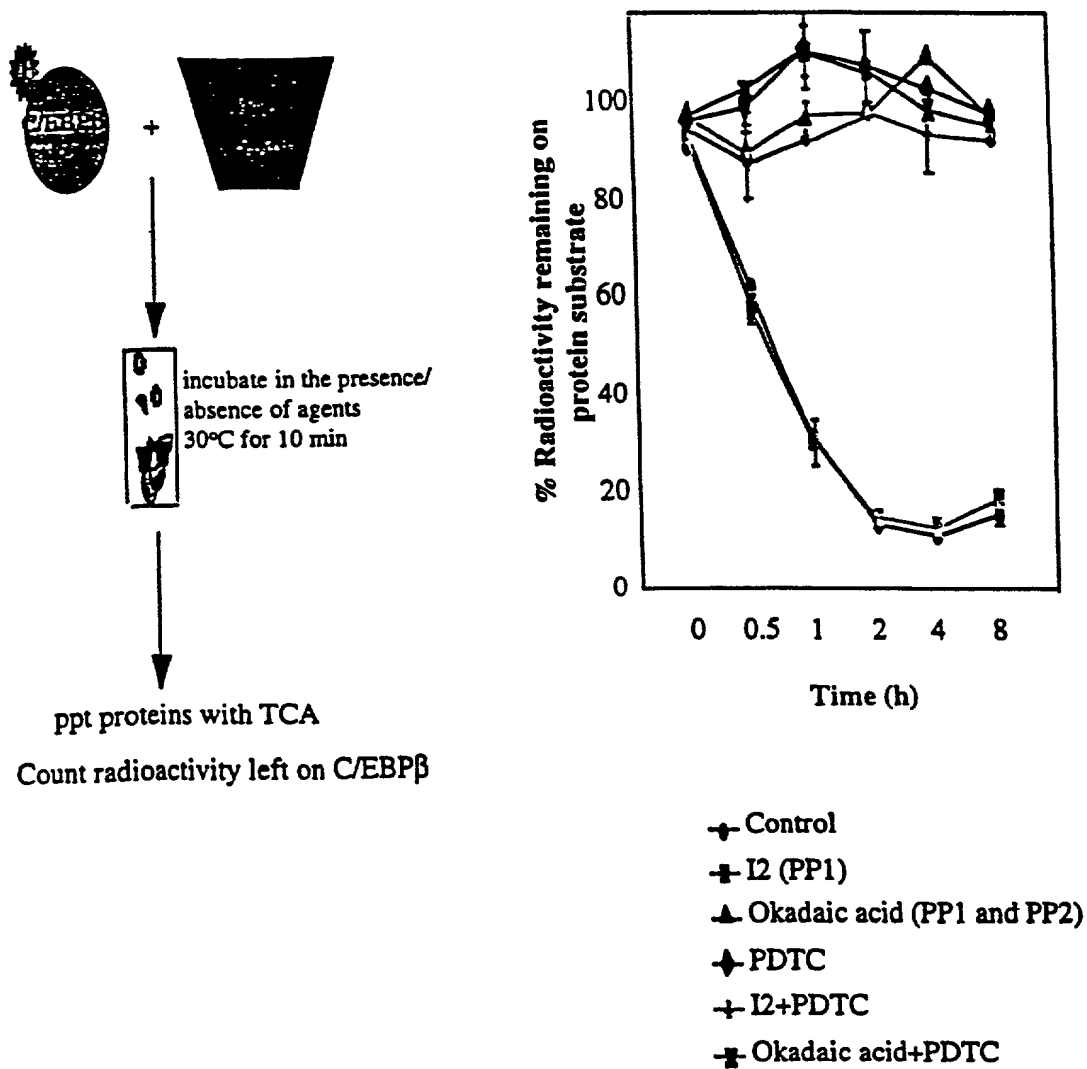 C/EBPβ
+
incubate in the presence/
absence of agents
30°C for 10 min
ppt proteins with TCA
Count radioactivity left on C/EBPβ
% Radioactivity remaining on
protein substrate
100
80
60
40
20
0
0 0.5 1 2 4 8
Time (h)
Control
I2 (PP1)
Okadaic acid (PP1 and PP2)
PDTC
I2+PDTC
Okadaic acid+PDTC